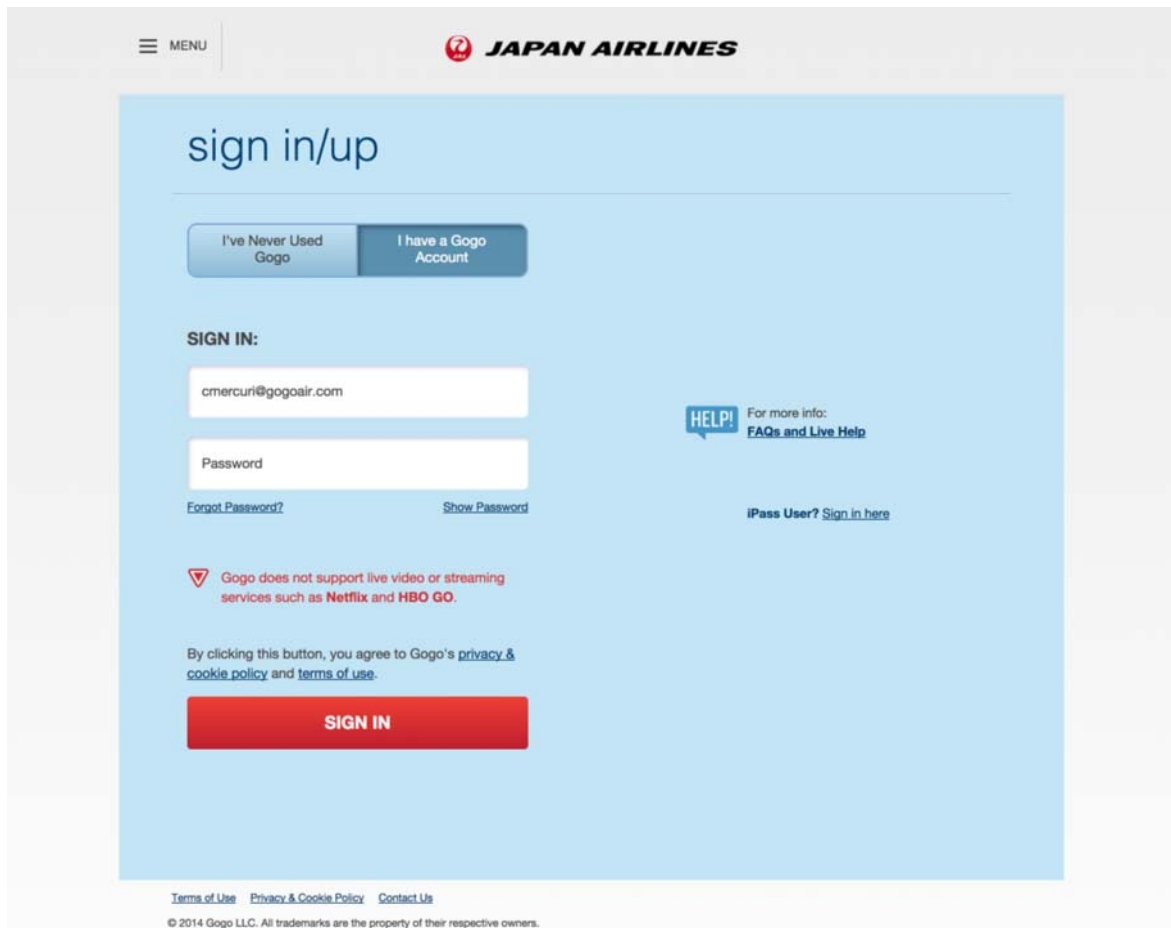 MENU
JAL
JAPAN AIRLINES
sign in/up
I've Never Used
Gogo
I have a Gogo
Account
SIGN IN:
cmercuri@gogoair.com
Password
Forgot Password?
Show Password
HELP!
For more info:
FAQs and Live Help
iPass User? Sign in here
Gogo does not support live video or streaming
services such as Netflix and HBO GO.
By clicking this button, you agree to Gogo's privacy &
cookie policy and terms of use.
SIGN IN
Terms of Use Privacy & Cookie Policy Contact Us
© 2014 Gogo LLC. All trademarks are the property of their respective owners.